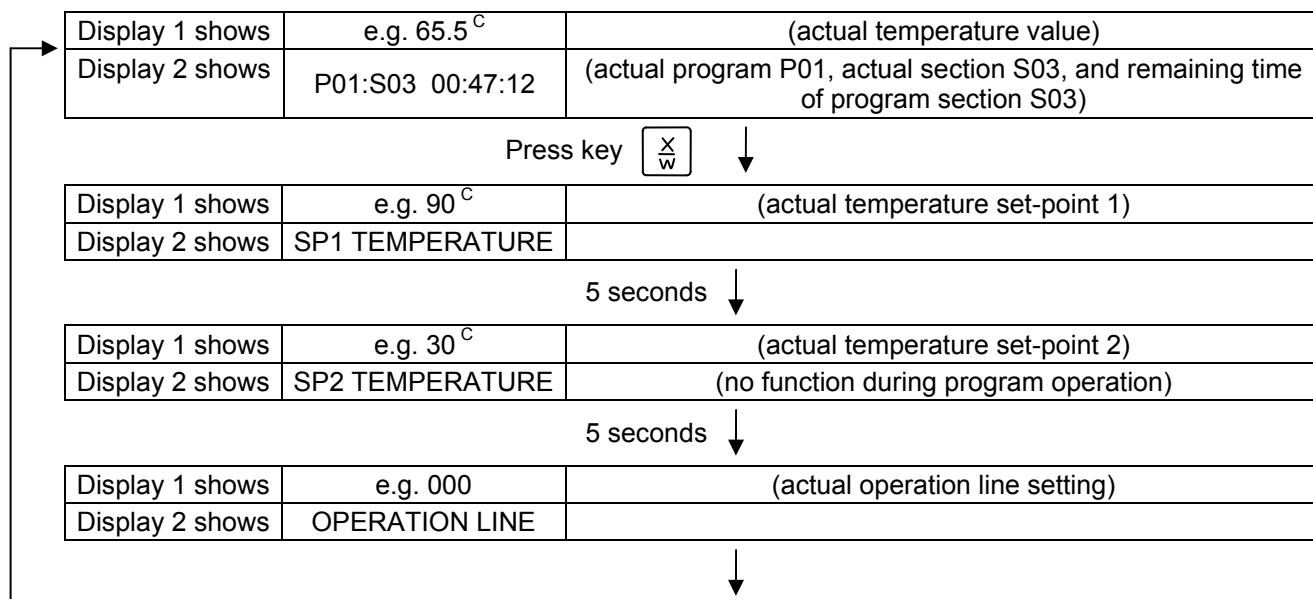 Display 1 shows e.g. 65.5 C (actual temperature value)
Display 2 shows P01:S03 00:47:12 (actual program P01, actual section S03, and remaining time
of program section S03)
Press key X/W
Display 1 shows e.g. 90 C (actual temperature set-point 1)
Display 2 shows SP1 TEMPERATURE
5 seconds
Display 1 shows e.g. 30 C (actual temperature set-point 2)
Display 2 shows SP2 TEMPERATURE (no function during program operation)
5 seconds
Display 1 shows e.g. 000 (actual operation line setting)
Display 2 shows OPERATION LINE